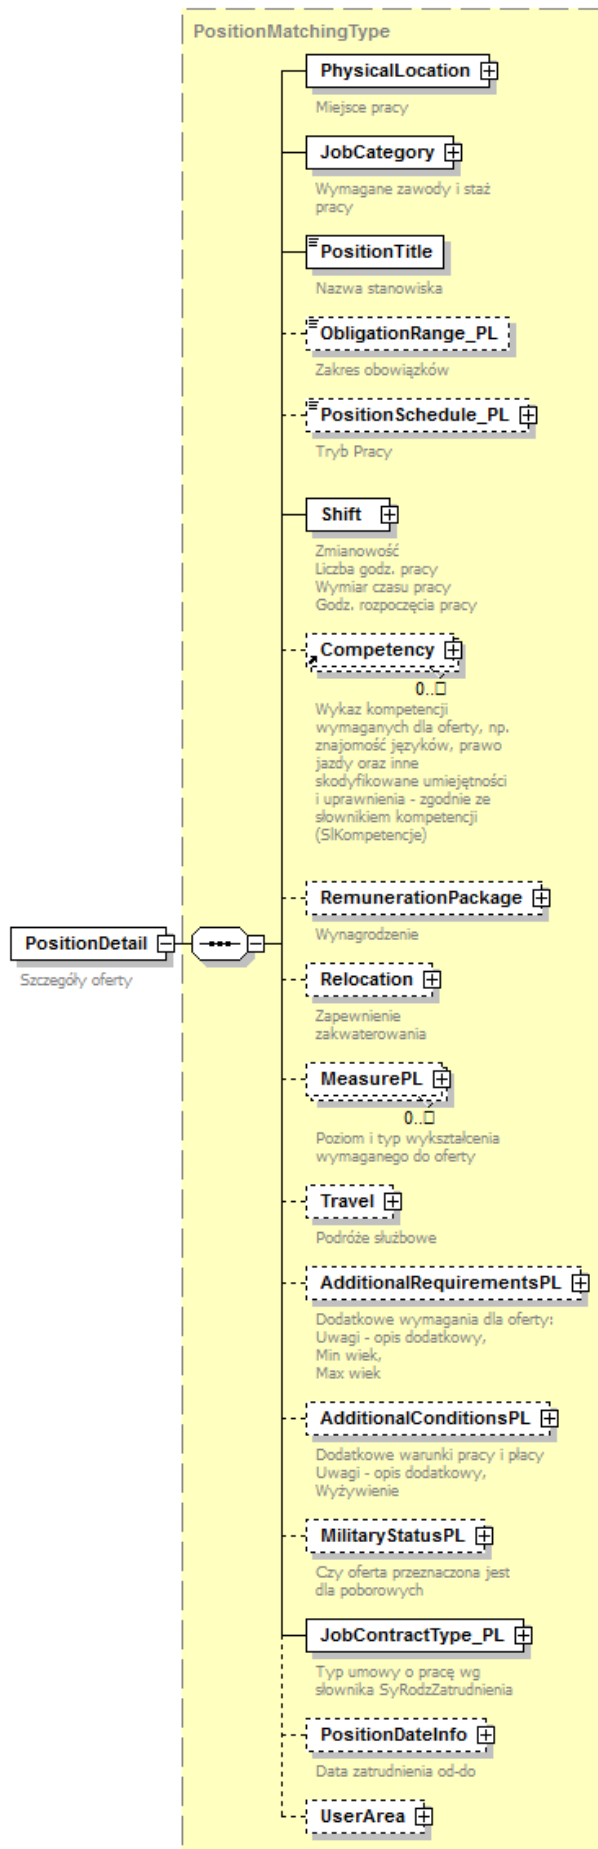 PositionMatchingType
PhysicalLocation
Miejsce pracy
JobCategory
Wymagane zawody i staż
pracy
PositionTitle
Nazwa stanowiska
ObligationRange_PL
Zakres obowiązków
PositionSchedule_PL
Tryb Pracy
Shift
Zmianowość
Liczba godz. pracy
Wymiar czasu pracy
Godz. rozpoczęcia pracy
Competency
0..□
Wykaz kompetencji
wymaganych dla oferty, np.
znajomość języków, prawo
jazdy oraz inne
skodyfikowane umiejętności
i uprawnienia - zgodnie ze
słownikiem kompetencji
(SlKompetencje)
RemunerationPackage
Wynagrodzenie
PositionDetail
Szczegóły oferty
Relocation
Zapewnienie
zakwaterowania
MeasurePL
0..□
Poziom i typ wykształcenia
wymaganego do oferty
Travel
Podróże służbowe
AdditionalRequirementsPL
Dodatkowe wymagania dla oferty:
Uwagi - opis dodatkowy,
Min wiek,
Max wiek
AdditionalConditionsPL
Dodatkowe warunki pracy i płacy
Uwagi - opis dodatkowy,
Wyżywienie
MilitaryStatusPL
Czy oferta przeznaczona jest
dla poborowych
JobContractType_PL
Typ umowy o pracę wg
słownika SyRodzZatrudnienia
PositionDateInfo
Data zatrudnienia od-do
UserArea